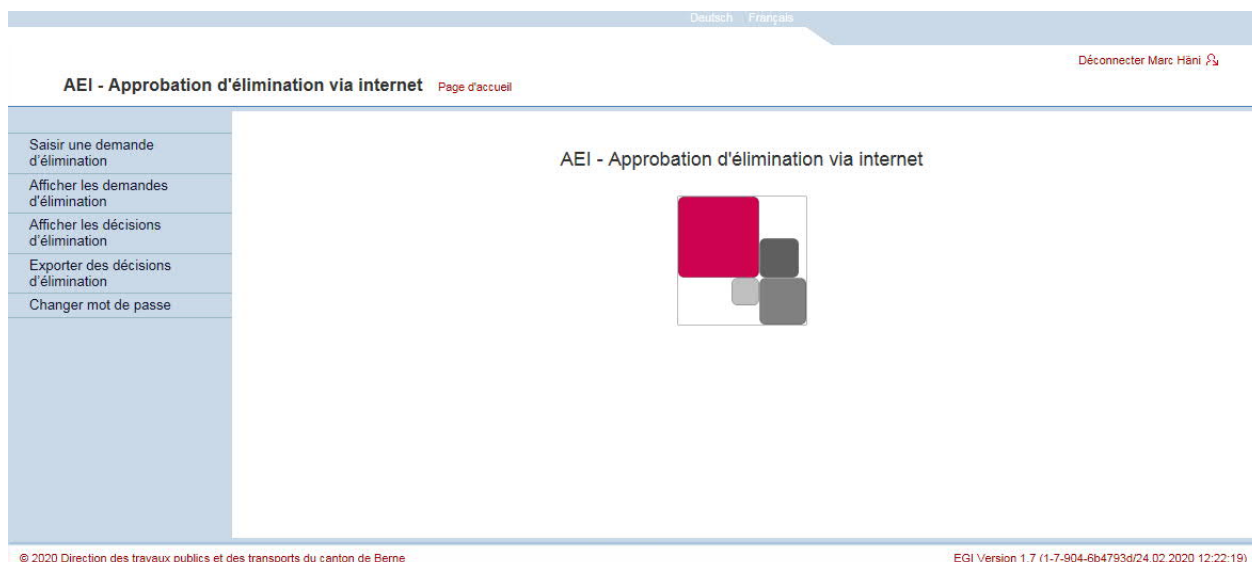 Deutsch Français
Déconnecter Marc Häni
AEI - Approbation d'élimination via internet Page d'accueil
Saisir une demande
d'élimination
Afficher les demandes
d'élimination
Afficher les décisions
d'élimination
Exporter des décisions
d'élimination
Changer mot de passe
AEI - Approbation d'élimination via internet
© 2020 Direction des travaux publics et des transports du canton de Berne
EGI Version 1.7 (1-7-904-6b4793d/24.02.2020 12:22:19)